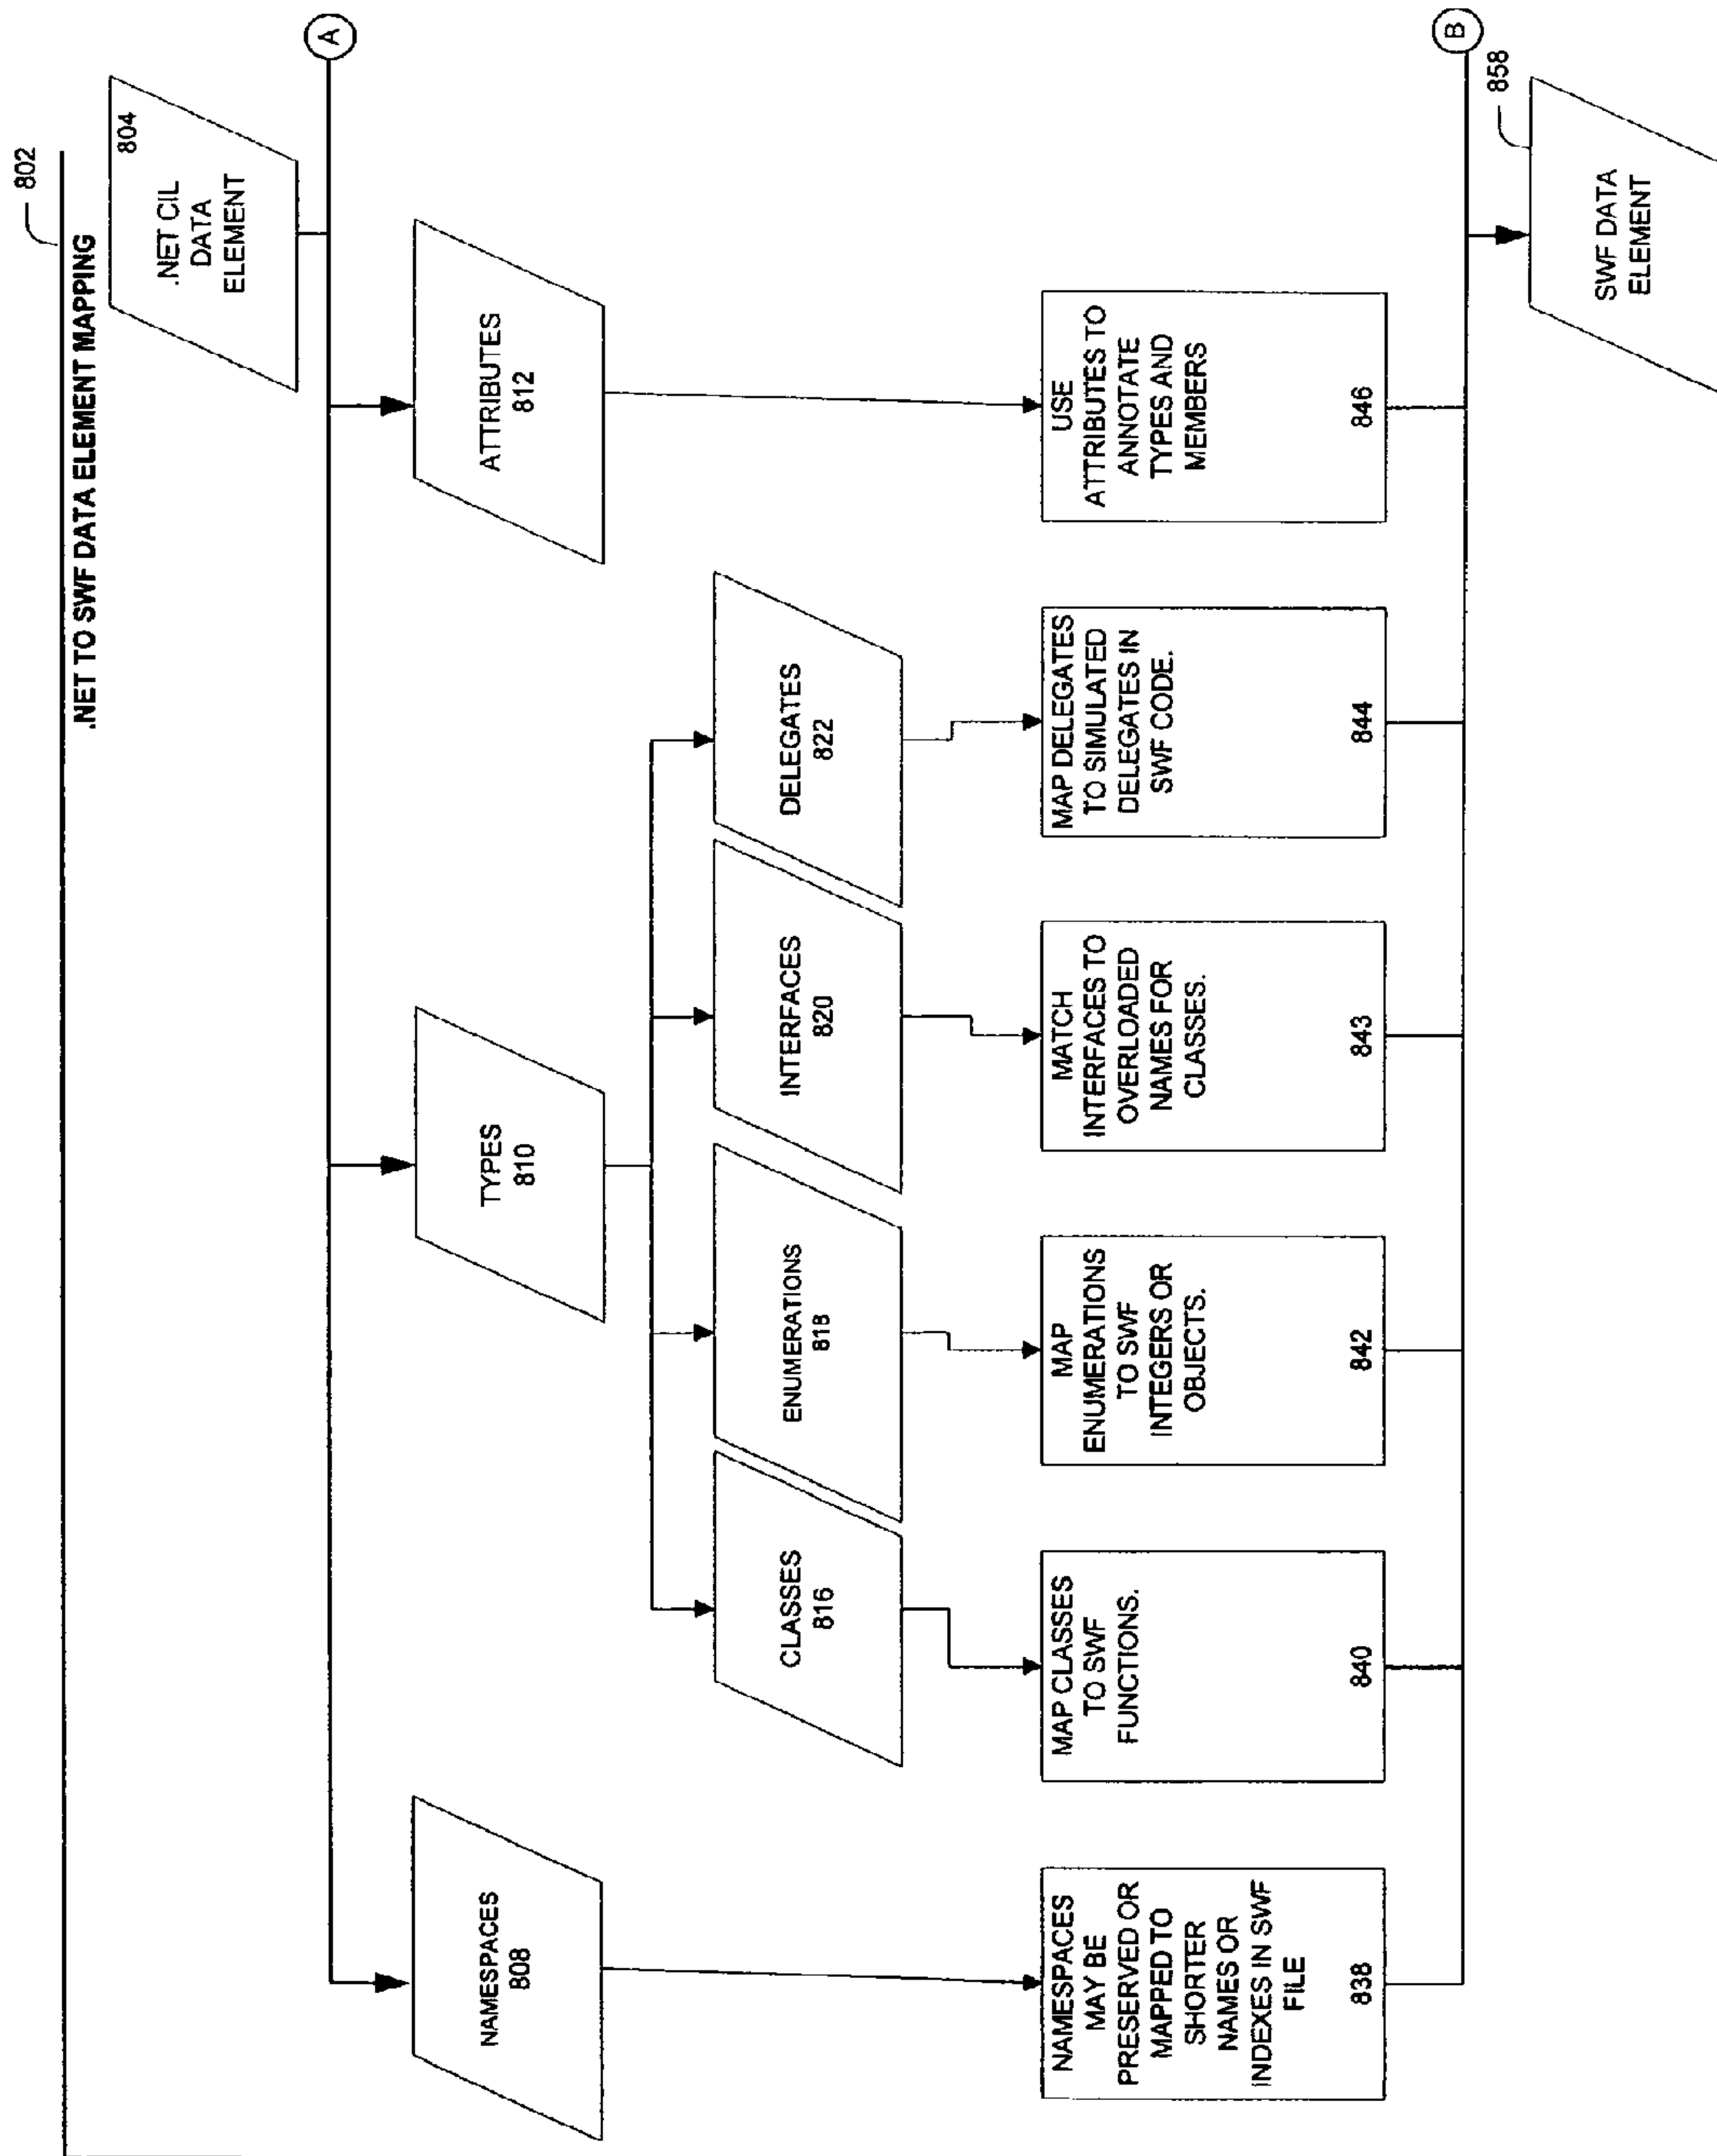 802
.NET TO SWF DATA ELEMENT MAPPING
804
.NET CIL
DATA
ELEMENT
A
NAMESPACES
808
TYPES
810
ATTRIBUTES
812
CLASSES
816
ENUMERATIONS
818
INTERFACES
820
DELEGATES
822
NAMESPACES
MAY BE
PRESERVED OR
MAPPED TO
SHORTER
NAMES OR
INDEXES IN SWF
FILE
838
MAP CLASSES
TO SWF
FUNCTIONS.
840
MAP
ENUMERATIONS
TO SWF
INTEGERS OR
OBJECTS.
842
MATCH
INTERFACES TO
OVERLOADED
NAMES FOR
CLASSES.
843
MAP DELEGATES
TO SIMULATED
DELEGATES IN
SWF CODE.
844
USE
ATTRIBUTES TO
ANNOTATE
TYPES AND
MEMBERS
846
B
858
SWF DATA
ELEMENT